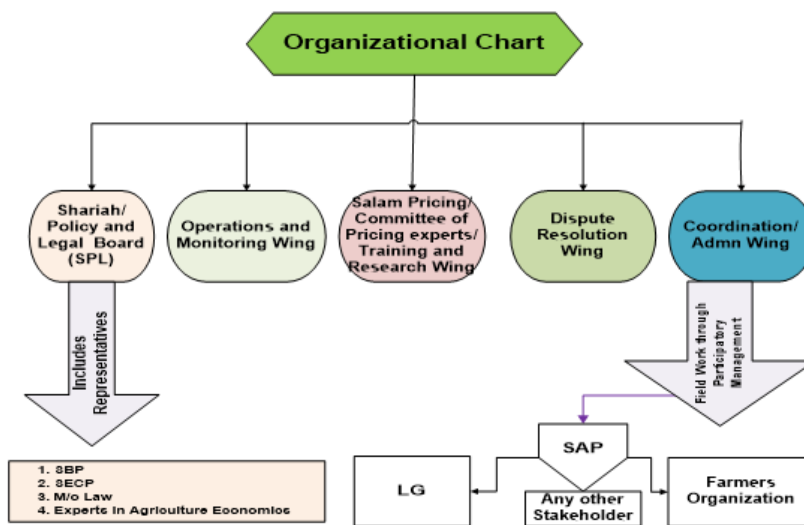 Organizational Chart
Shariah/
Policy and
Legal Board
(SPL)
Operations and
Monitoring Wing
Salam Pricing/
Committee of
Pricing experts/
Training and
Research Wing
Dispute
Resolution
Wing
Coordination/
Admn Wing
Includes
Representatives
Field Work through
Participatory
Management
1. SBP
2. SECP
3. M/o Law
4. Experts in Agriculture Economics
SAP
LG
Any other
Stakeholder
Farmers
Organization